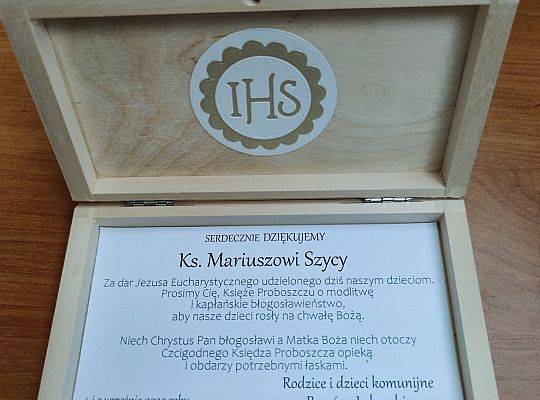 IHS
SERDECZNIE DZIĘKUJEMY
Ks. Mariuszowi Szycy
Za dar Jezusa Eucharystycznego udzielonego dziś naszym dzieciom.
Prosimy Cię, Księże Proboszczu o modlitwę
i kapłańskie błogosławieństwo,
aby nasze dzieci rosły na chwałę Bożą.
Niech Chrystus Pan błogosławi a Matka Boża niech otoczy
Czcigodnego Księdza Proboszcza opieką
i obdarzy potrzebnymi łaskami.
Rodzice i dzieci komunijne